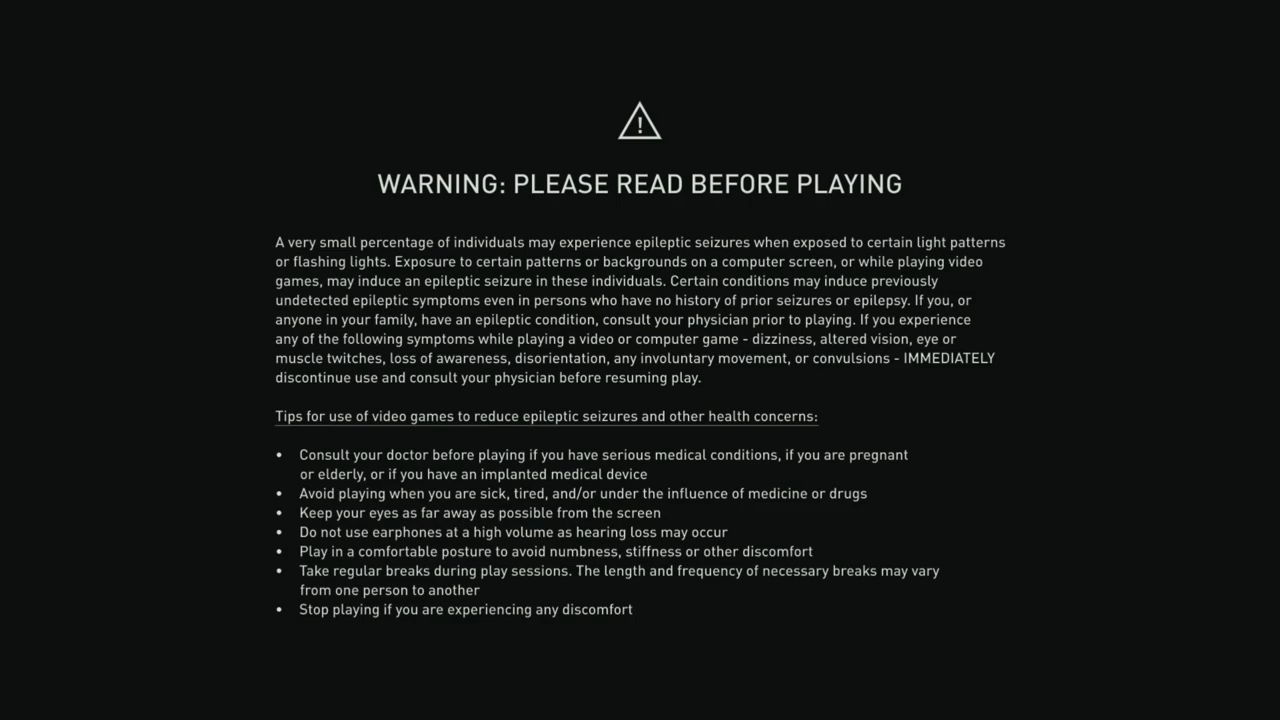 WARNING: PLEASE READ BEFORE PLAYING
A very small percentage of individuals may experience epileptic seizures when exposed to certain light patterns
or flashing lights. Exposure to certain patterns or backgrounds on a computer screen, or while playing video
games, may induce an epileptic seizure in these individuals. Certain conditions may induce previously
undetected epileptic symptoms even in persons who have no history of prior seizures or epilepsy. If you, or
anyone in your family, have an epileptic condition, consult your physician prior to playing. If you experience
any of the following symptoms while playing a video or computer game - dizziness, altered vision, eye or
muscle twitches, loss of awareness, disorientation, any involuntary movement, or convulsions - IMMEDIATELY
discontinue use and consult your physician before resuming play.
Tips for use of video games to reduce epileptic seizures and other health concerns:
• Consult your doctor before playing if you have serious medical conditions, if you are pregnant
or elderly, or if you have an implanted medical device
• Avoid playing when you are sick, tired, and/or under the influence of medicine or drugs
• Keep your eyes as far away as possible from the screen
• Do not use earphones at a high volume as hearing loss may occur
• Play in a comfortable posture to avoid numbness, stiffness or other discomfort
• Take regular breaks during play sessions. The length and frequency of necessary breaks may vary
from one person to another
• Stop playing if you are experiencing any discomfort